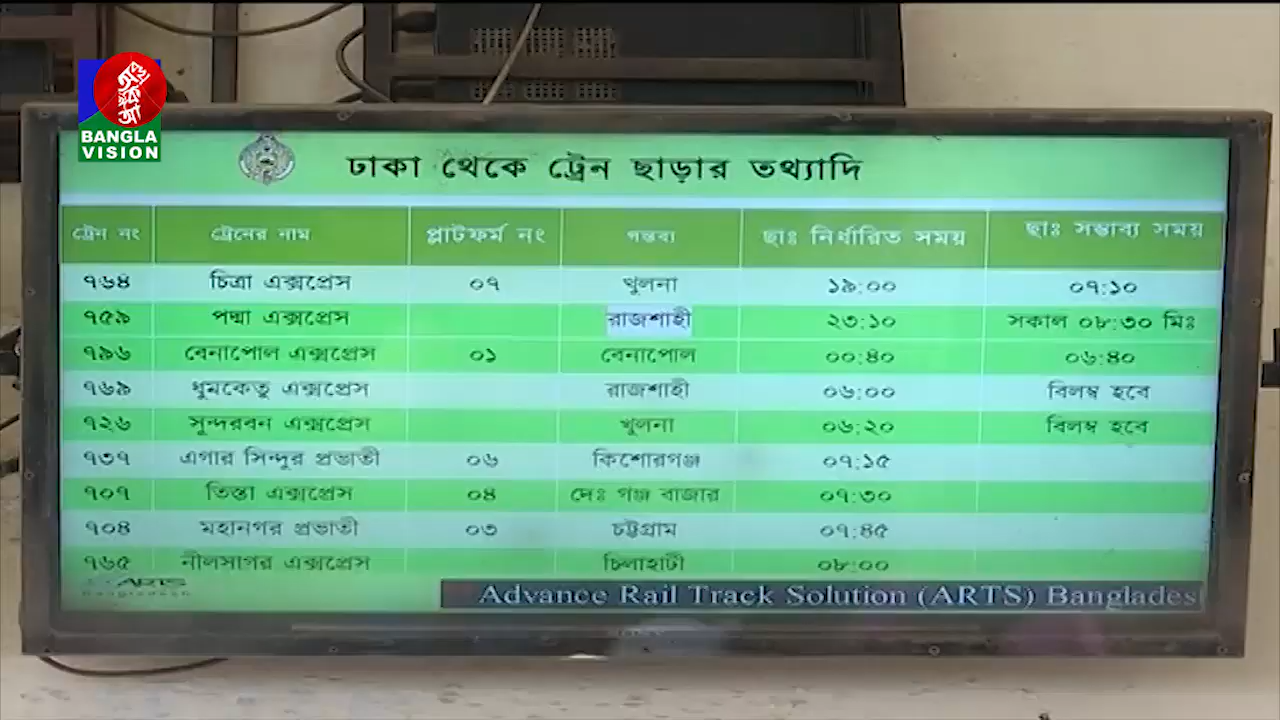 BANGLA
VISION
ঢাকা থেকে ট্রেন ছাড়ার তথ্যাদি
ট্রেন নং ট্রেনের নাম প্লাটফর্ম নং গন্তব্য ছাঃ নির্ধারিত সময় ছাঃ সম্ভাব্য সময়
৭৬৪ চিত্রা এক্সপ্রেস ০৭ খুলনা ১৯:০০ ০৭:১০
৭৫৯ পদ্মা এক্সপ্রেস রাজশাহী ২৩:১০ সকাল ০৮:৩০ মিঃ
৭৯৬ বেনাপোল এক্সপ্রেস ০১ বেনাপোল ০০:৪০ ০৬:৪০
৭৬৯ ধুমকেতু এক্সপ্রেস রাজশাহী ০৬:০০ বিলম্ব হবে
৭২৬ সুন্দরবন এক্সপ্রেস খুলনা ০৬:২০ বিলম্ব হবে
৭৩৭ এগার সিন্দুর প্রভাতী ০৬ কিশোরগঞ্জ ০৭:১৫
৭০৭ তিস্তা এক্সপ্রেস ০৪ দেঃ গঞ্জ বাজার ০৭:৩০
৭০৪ মহানগর প্রভাতী ০৩ চট্টগ্রাম ০৭:৪৫
৭৬৫ নীলসাগর এক্সপ্রেস চিলাহাটী ০৮:০০
ARTS
Bangladesh
Advance Rail Track Solution (ARTS) Banglades